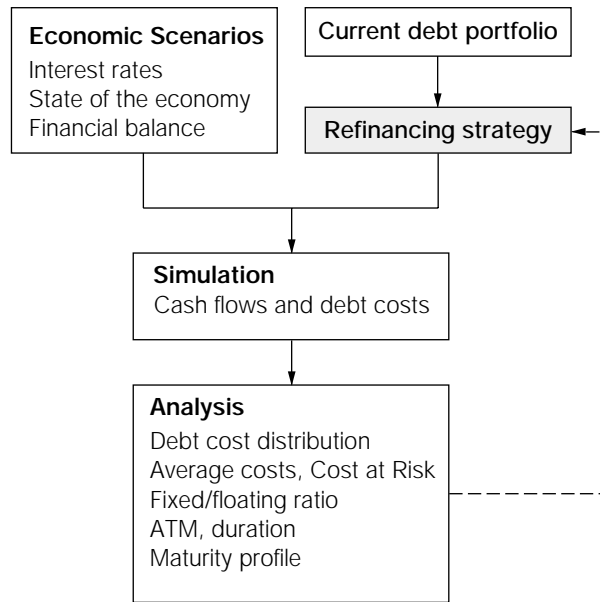 Economic Scenarios
Interest rates
State of the economy
Financial balance
Current debt portfolio
Refinancing strategy
Simulation
Cash flows and debt costs
Analysis
Debt cost distribution
Average costs, Cost at Risk
Fixed/floating ratio
ATM, duration
Maturity profile